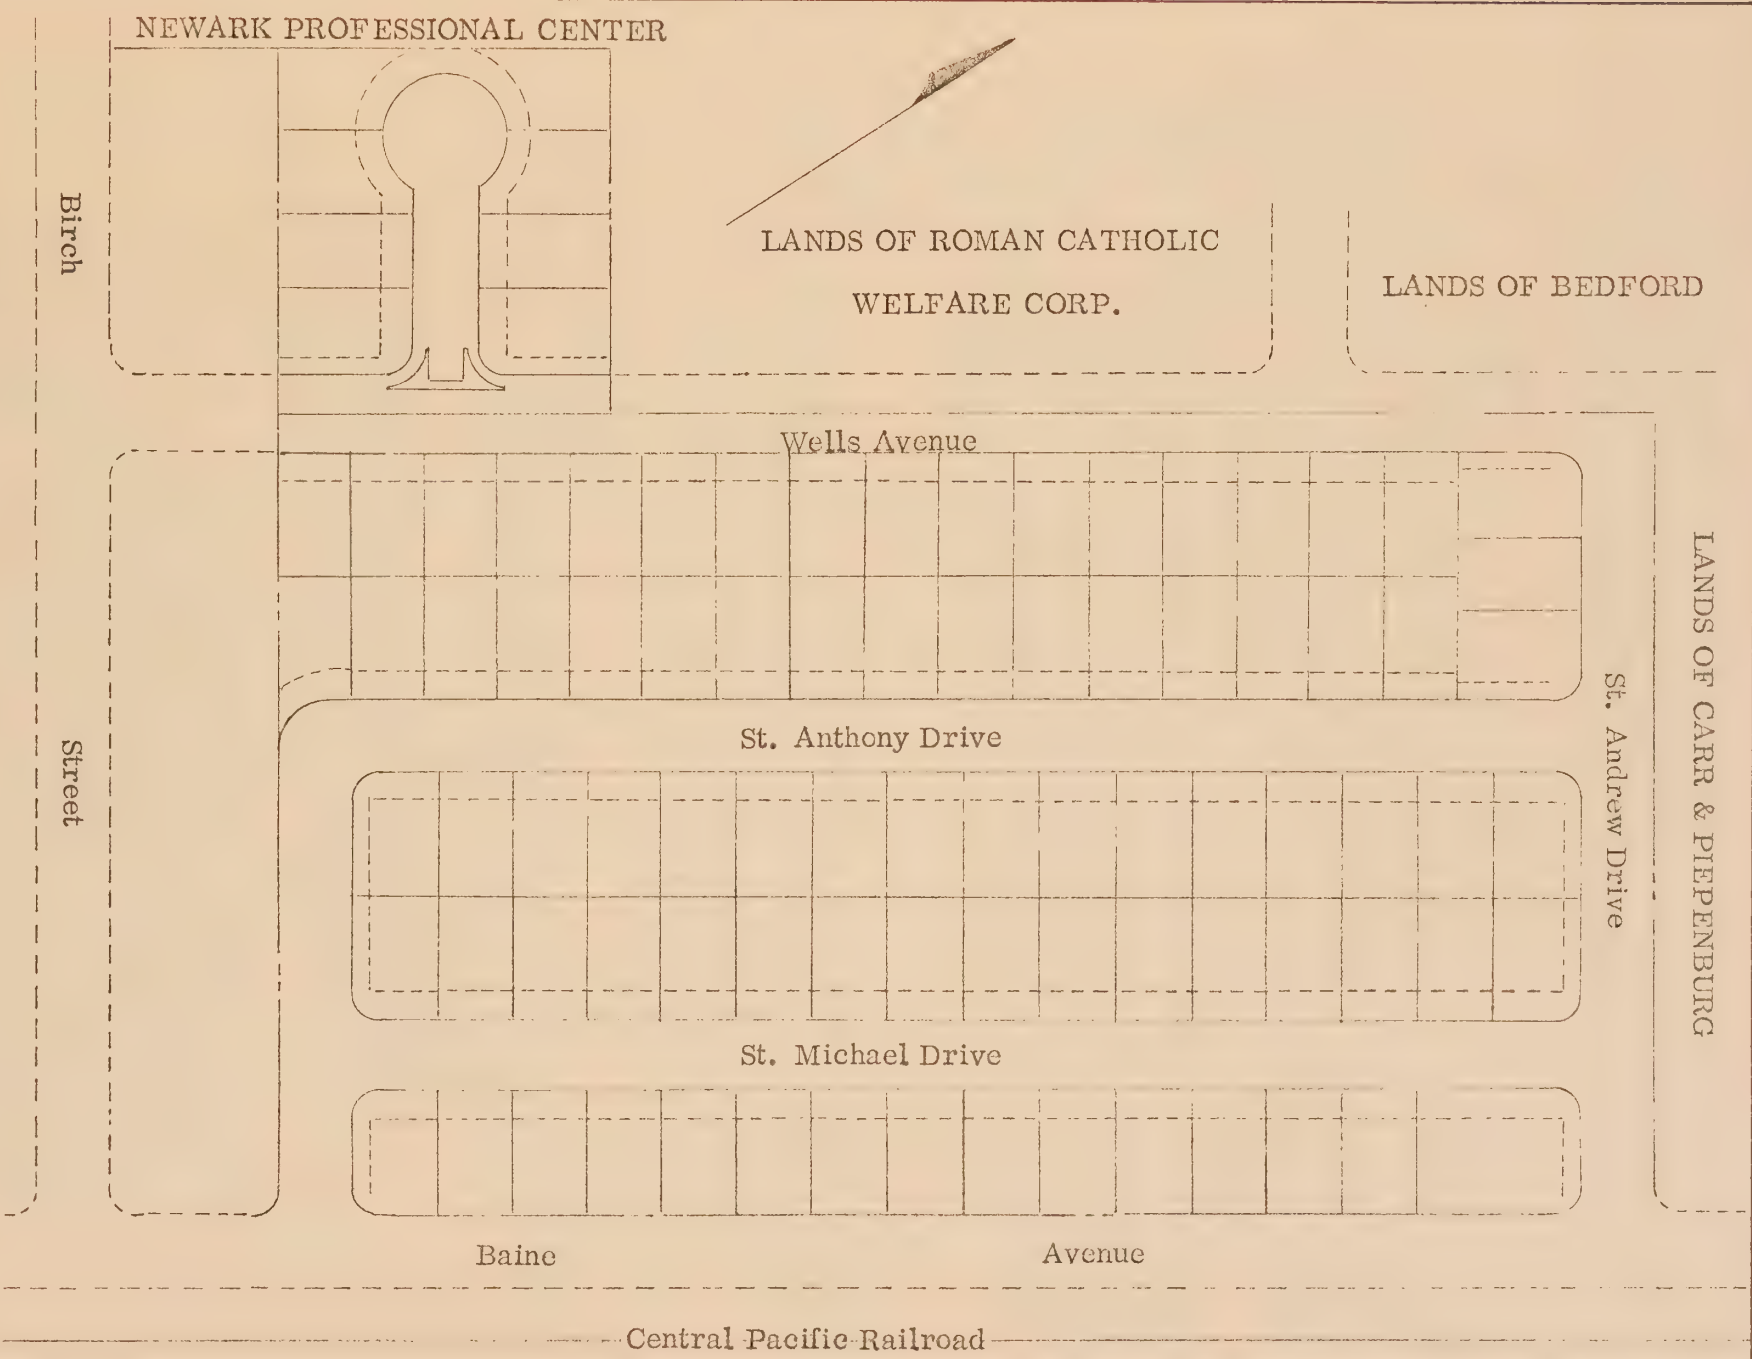 NEWARK PROFESSIONAL CENTER
Birch
LANDS OF ROMAN CATHOLIC
WELFARE CORP.
LANDS OF BEDFORD
Wells Avenue
LANDS OF CARR & PIEPENBURG
St. Andrew Drive
St. Anthony Drive
Street
St. Michael Drive
Baine Avenue
Central Pacific Railroad